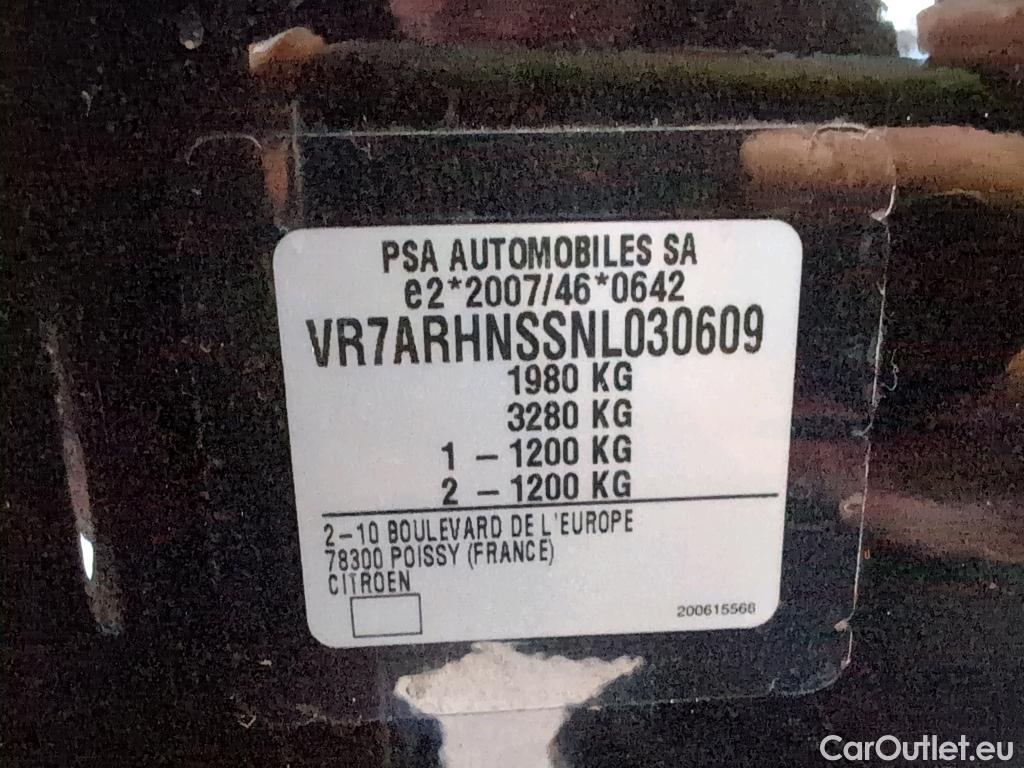 PSA AUTOMOBILES SA
e2*2007/46*0642
VR7ARHNSSNL030609
1980 KG
3280 KG
1 – 1200 KG
2 – 1200 KG
2–10 BOULEVARD DE L'EUROPE
78300 POISSY (FRANCE)
CITROEN
200615568
CarOutlet.eu